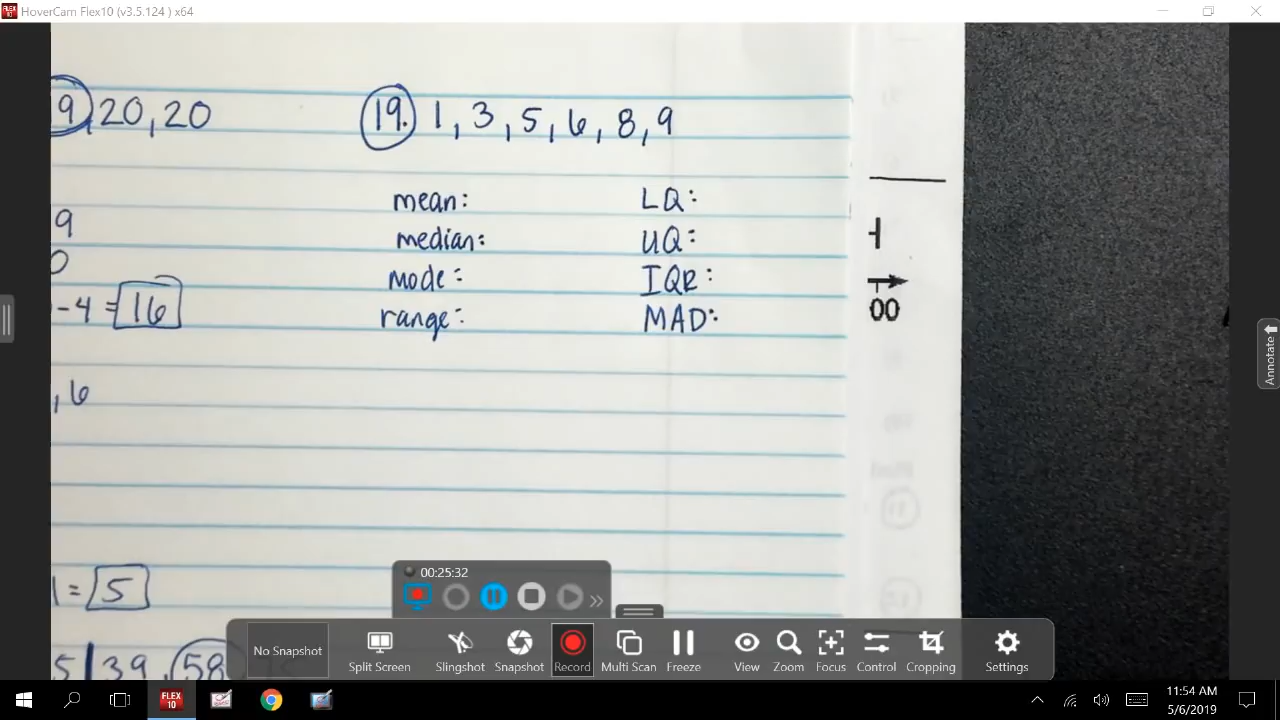 HoverCam Flex10 (v3.5.124 ) x64
9, 20, 20
19. 1, 3, 5, 6, 8, 9
mean: LQ:
9
median: UQ:
0
mode: IQR:
-4 = 16
range: MAD:
00
Annotate
, 6
1 = 5
00:25:32
5 39, 58
No Snapshot
Split Screen
Slingshot
Snapshot
Record
Multi Scan
Freeze
View
Zoom
Focus
Control
Cropping
Settings
FLEX 10
11:54 AM
5/6/2019